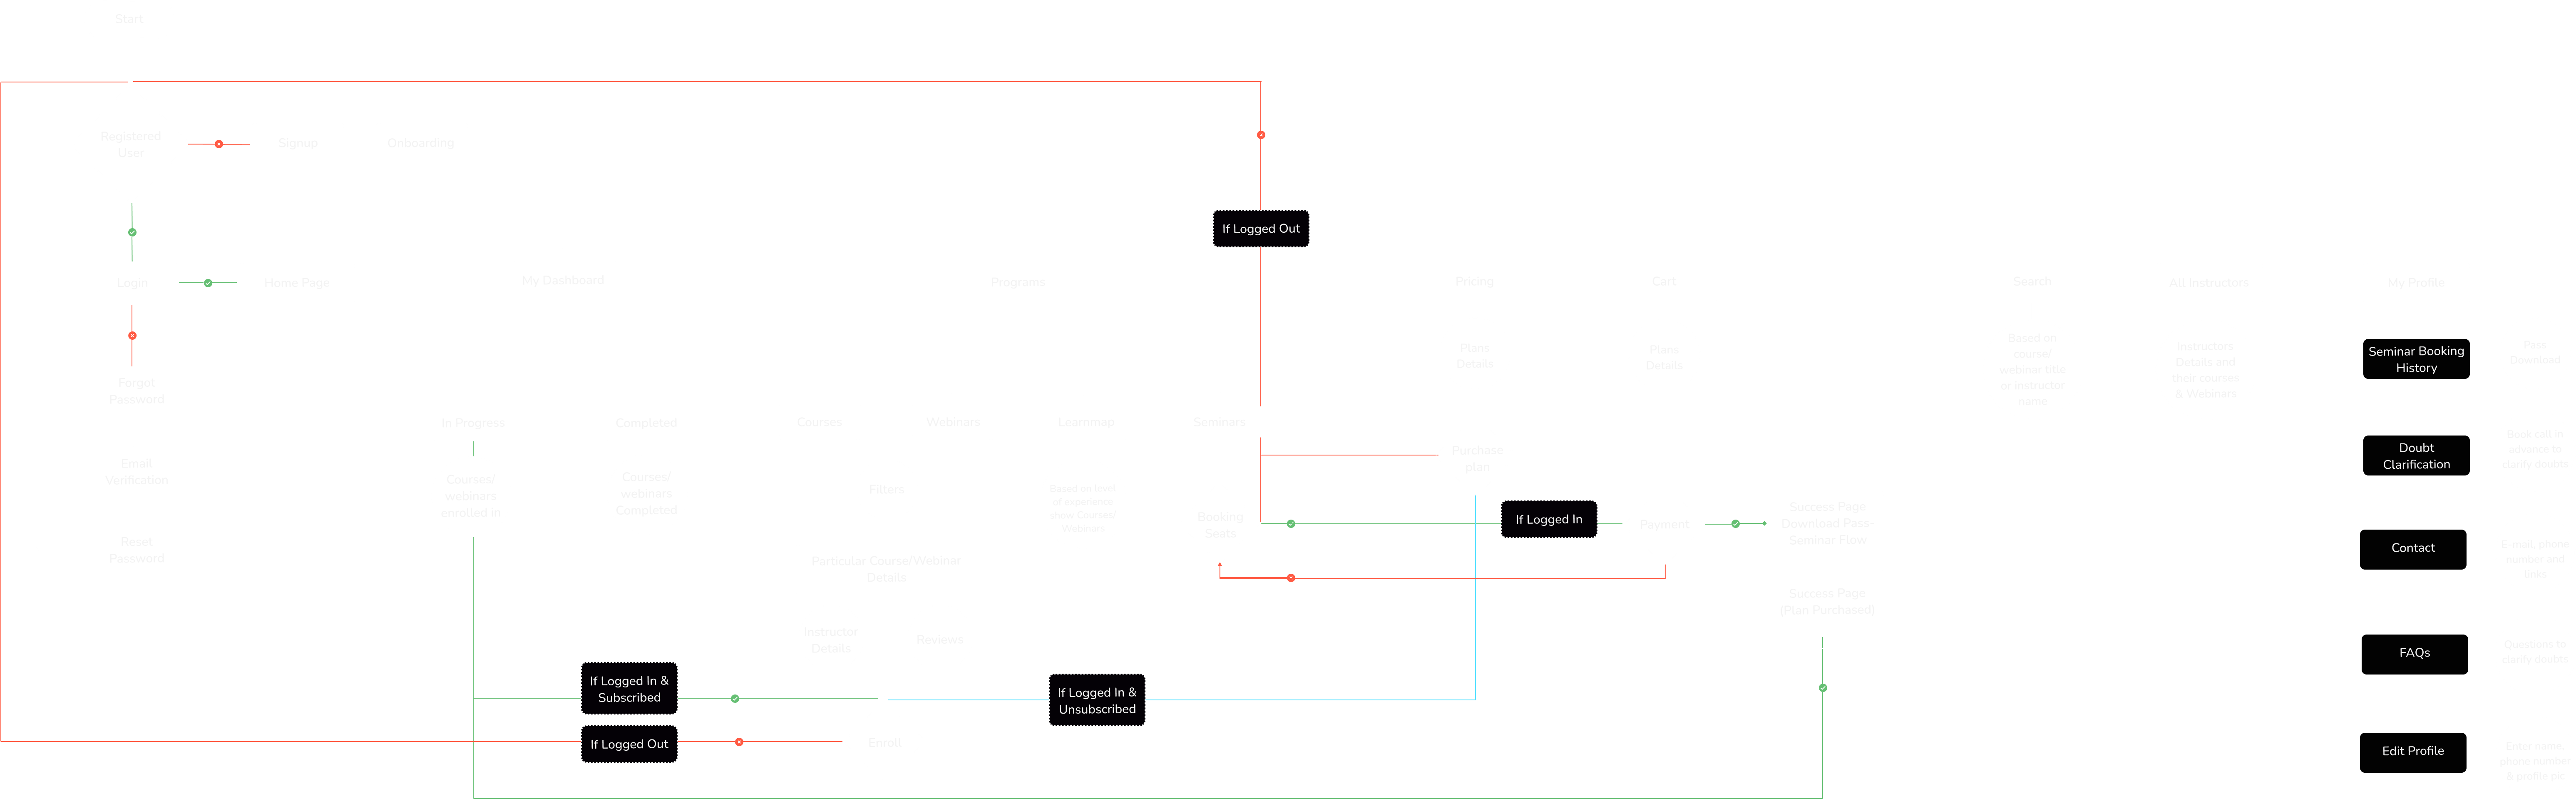 Start
Registered
User
Signup
Onboarding
If Logged Out
Login
Home Page
My Dashboard
Programs
Pricing
Cart
Search
All Instructors
My Profile
Forgot
Password
Email
Verification
Reset
Password
In Progress
Courses/
webinars
enrolled in
Completed
Courses/
webinars
Completed
Courses
Webinars
Learnmap
Seminars
Filters
Based on level
of experience
show Courses/
Webinars
Booking
Seats
Particular Course/Webinar
Details
Instructor
Details
Reviews
If Logged In &
Subscribed
If Logged Out
Enroll
If Logged In &
Unsubscribed
Plans
Details
Plans
Details
Purchase
plan
If Logged In
Payment
Success Page
Download Pass-
Seminar Flow
Success Page
(Plan Purchased)
Based on
course/
webinar title
or instructor
name
Instructors
Details and
their courses
& Webinars
Seminar Booking
History
Pass
Download
Doubt
Clarification
Book call in
advance to
clarify doubts
Contact
E-mail, phone
number and
links
FAQs
Questions to
clarify doubts
Edit Profile
Enter name,
phone number
& profile pic